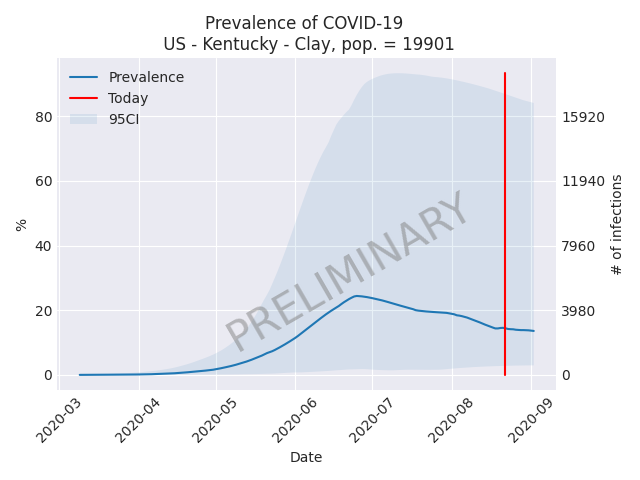 Prevalence of COVID-19
US - Kentucky - Clay, pop. = 19901
Prevalence
Today
95CI
PRELIMINARY
%
80
60
40
20
0
# of infections
15920
11940
7960
3980
0
2020-03
2020-04
2020-05
2020-06
2020-07
2020-08
2020-09
Date